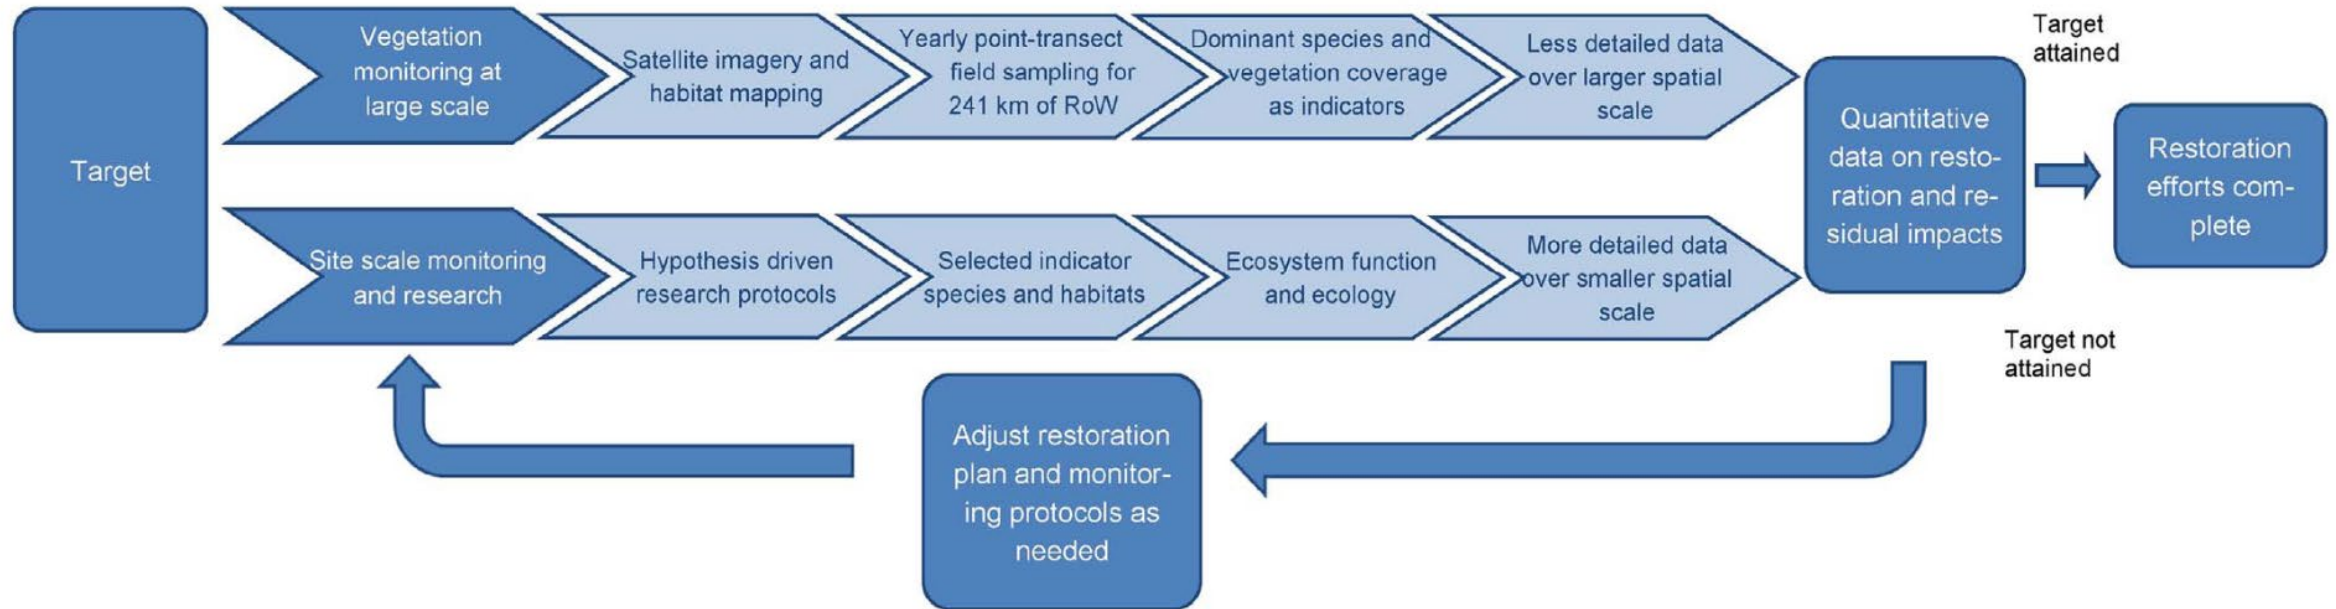 Target
Vegetation
monitoring at
large scale
Satellite imagery and
habitat mapping
Yearly point-transect
field sampling for
241 km of RoW
Dominant species and
vegetation coverage
as indicators
Less detailed data
over larger spatial
scale
Site scale monitoring
and research
Hypothesis driven
research protocols
Selected indicator
species and habitats
Ecosystem function
and ecology
More detailed data
over smaller spatial
scale
Quantitative
data on resto-
ration and re-
sidual impacts
Target
attained
Restoration
efforts com-
plete
Target not
attained
Adjust restoration
plan and monitor-
ing protocols as
needed